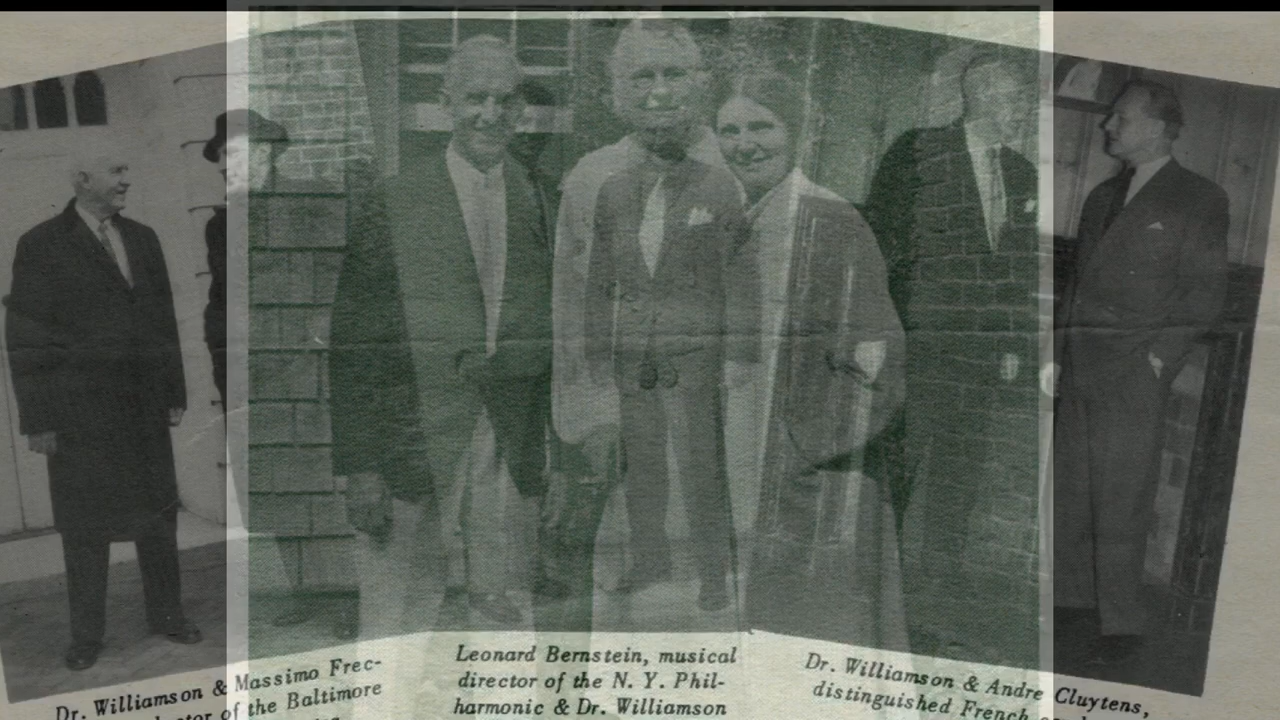 Dr. Williamson & Massimo Frec-
of the Baltimore
Leonard Bernstein, musical
director of the N. Y. Phil-
harmonic & Dr. Williamson
Dr. Williamson & Andre Cluytens,
distinguished French